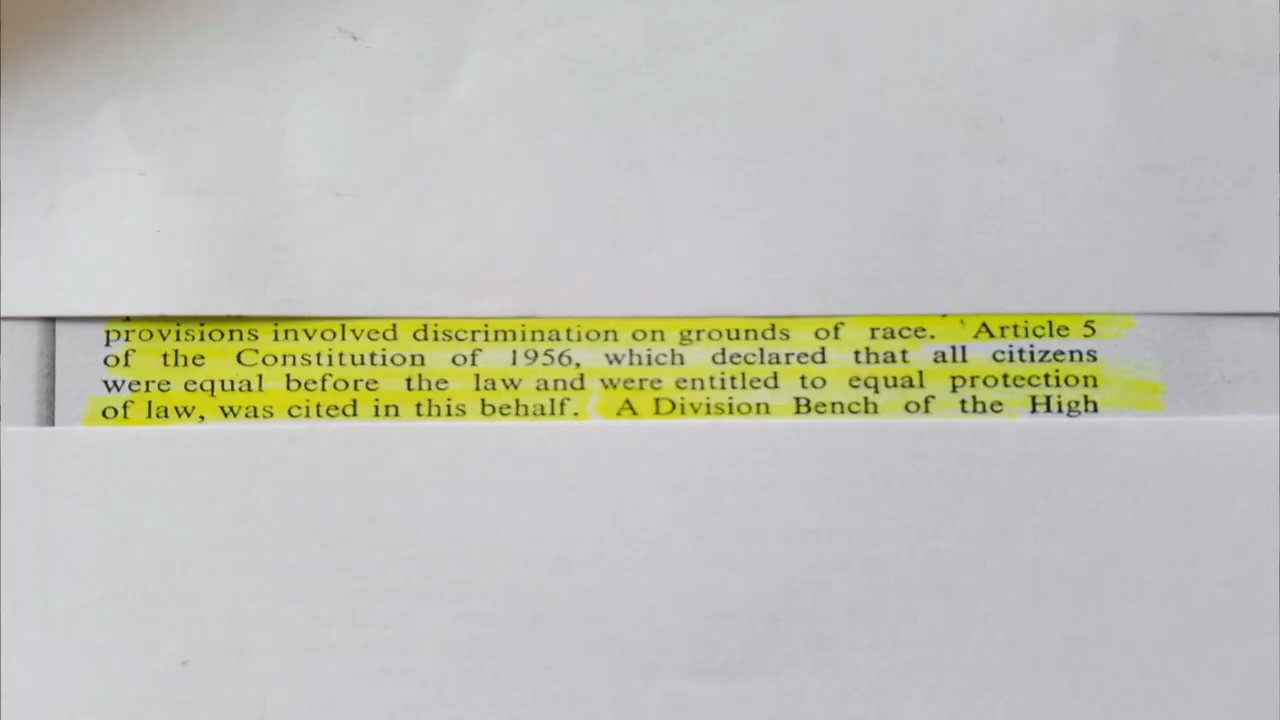 provisions involved discrimination on grounds of race. Article 5
of the Constitution of 1956, which declared that all citizens
were equal before the law and were entitled to equal protection
of law, was cited in this behalf. A Division Bench of the High